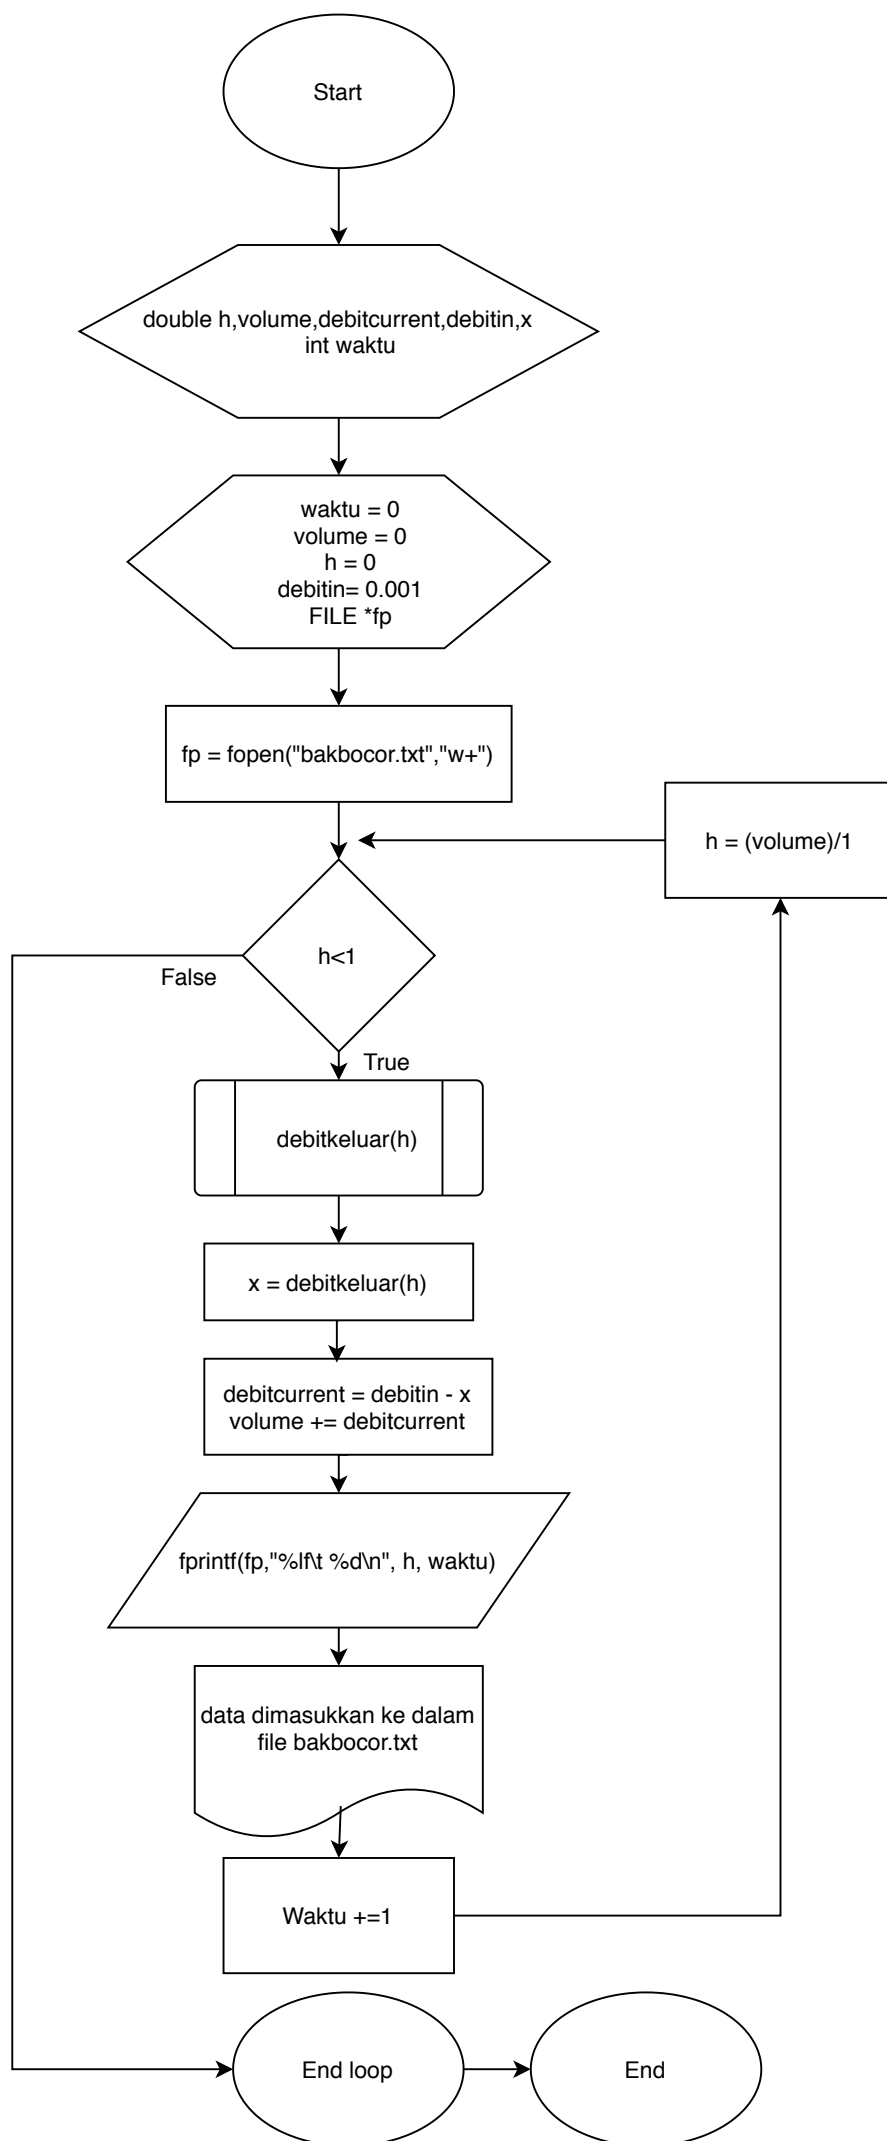 Start
double h,volume,debitcurrent,debitin,x
int waktu
waktu = 0
volume = 0
h = 0
debitin= 0.001
FILE *fp
fp = fopen("bakbocor.txt","w+")
h = (volume)/1
h<1
False
True
debitkeluar(h)
x = debitkeluar(h)
debitcurrent = debitin - x
volume += debitcurrent
fprintf(fp,"%lf\t %d\n", h, waktu)
data dimasukkan ke dalam
file bakbocor.txt
Waktu +=1
End loop
End